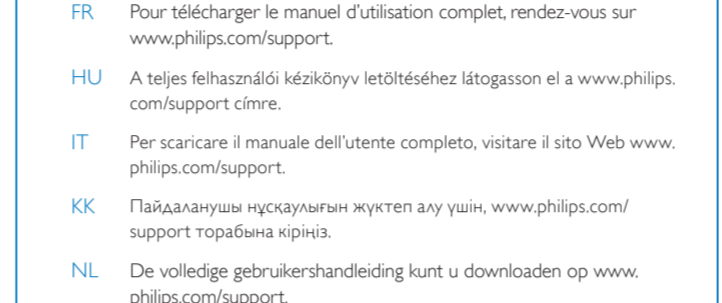 FR Pour télécharger le manuel d'utilisation complet, rendez-vous sur
www.philips.com/support.
HU A teljes felhasználói kézikönyv letöltéséhez látogasson el a www.philips.
com/support címre.
IT Per scaricare il manuale dell'utente completo, visitare il sito Web www.
philips.com/support.
KK Пайдаланушы нұсқаулығын жүктеп алу үшін, www.philips.com/
support торабына кіріңіз.
NL De volledige gebruikershandleiding kunt u downloaden op www.
philips.com/support.